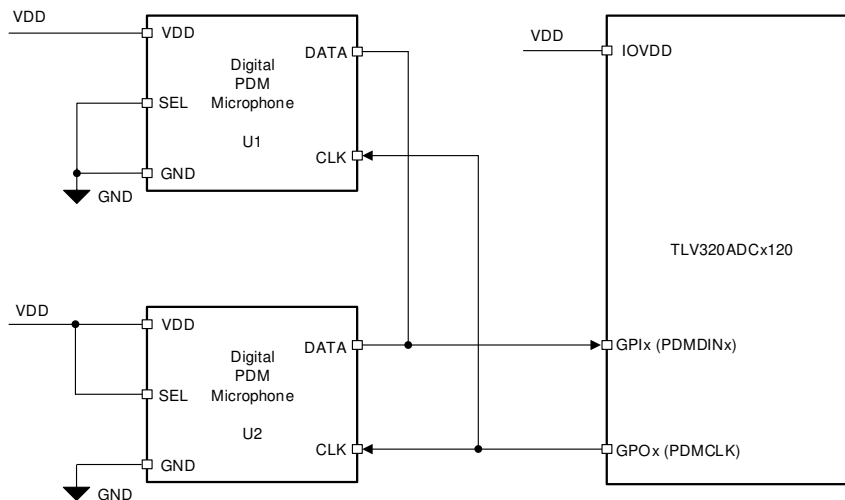 VDD
VDD
DATA
Digital
PDM
Microphone
SEL
U1
CLK
GND
GND
VDD
IOVDD
TLV320ADCx120
VDD
VDD
DATA
Digital
PDM
Microphone
SEL
U2
CLK
GND
GND
GPIx (PDMDINx)
GPOx (PDMCLK)